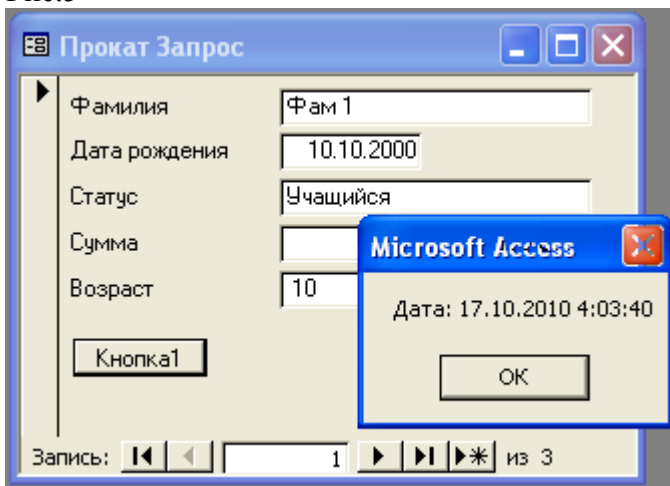 Прокат Запрос
Фамилия Фам 1
Дата рождения 10.10.2000
Статус Учащийся
Сумма
Возраст 10
Кнопка1
Microsoft Access
Дата: 17.10.2010 4:03:40
OK
Запись: 1 из 3